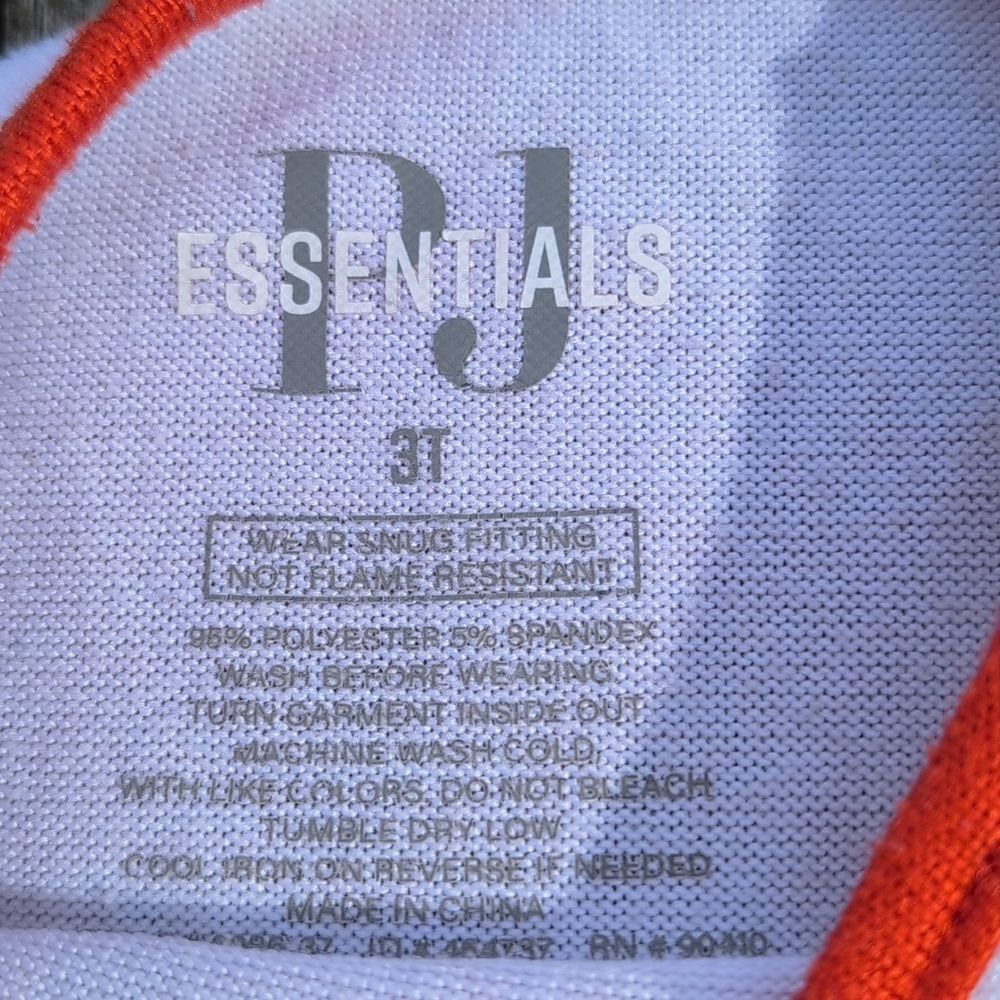 PJ
ESSENTIALS
3T
WEAR SNUG FITTING
NOT FLAME RESISTANT
95% POLYESTER 5% SPANDEX
WASH BEFORE WEARING
TURN GARMENT INSIDE OUT
MACHINE WASH COLD,
WITH LIKE COLORS, DO NOT BLEACH
TUMBLE DRY LOW
COOL IRON ON REVERSE IF NEEDED
MADE IN CHINA
ID # 464737 RN # 90410